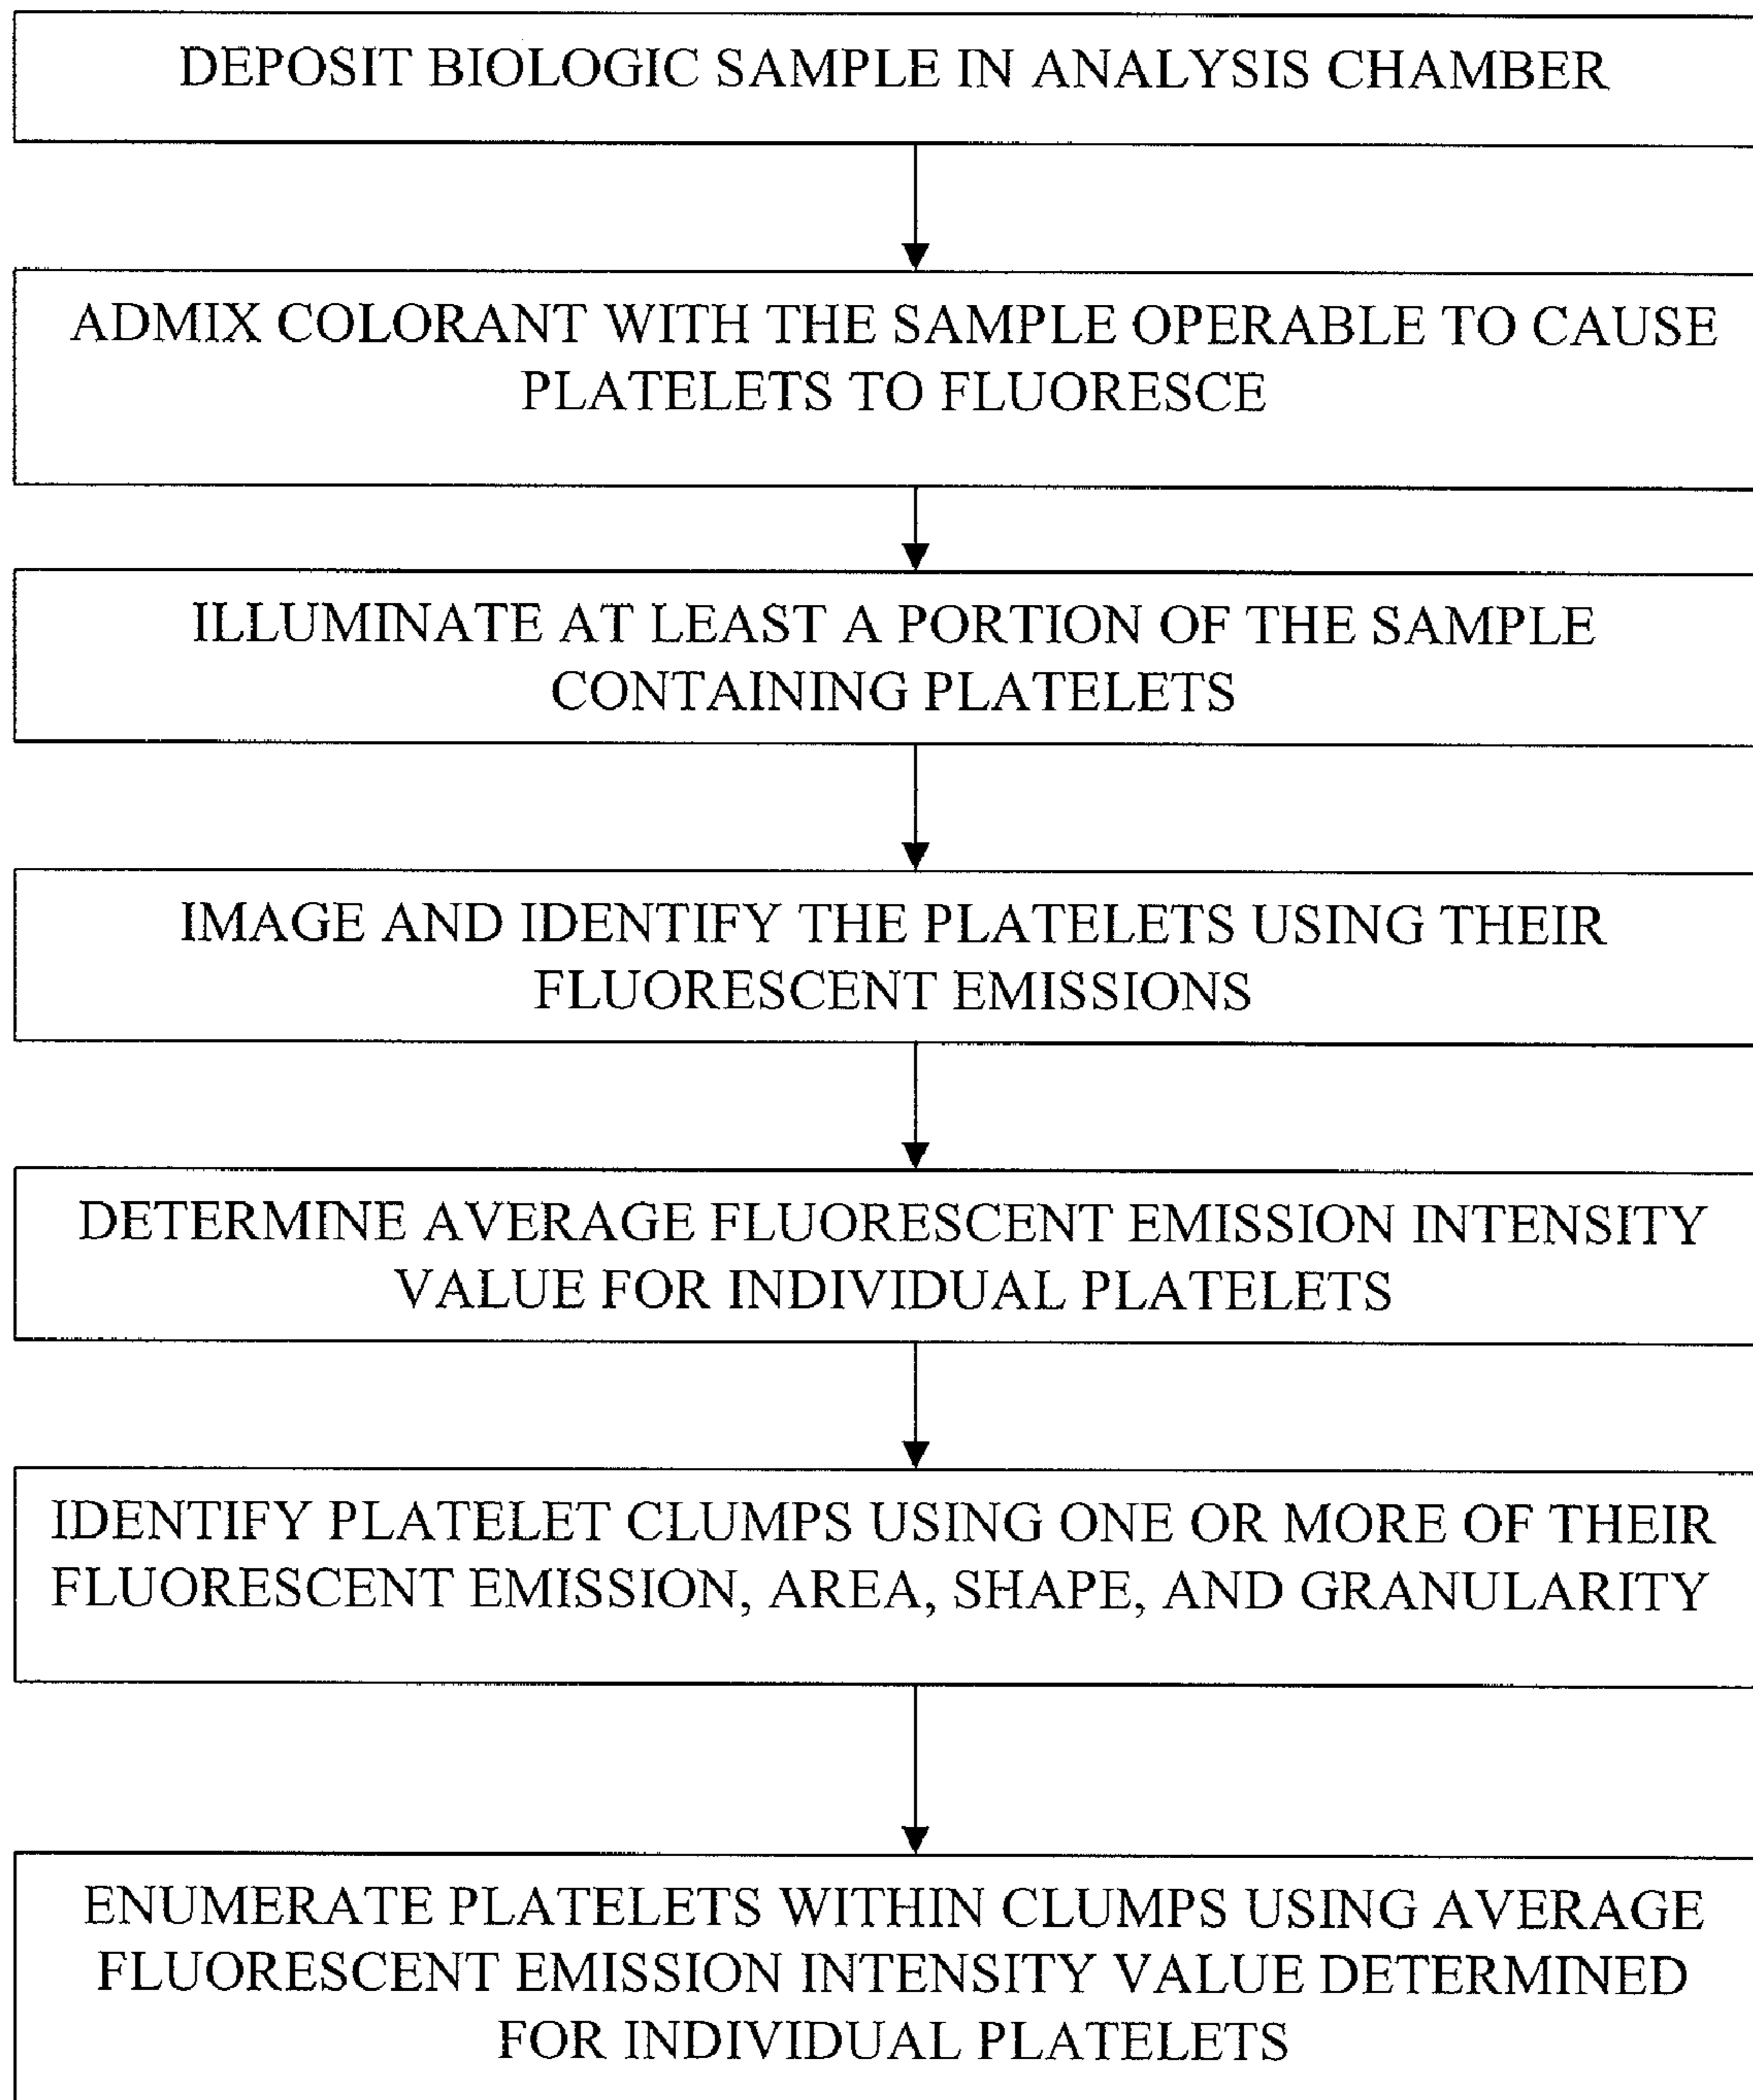 DEPOSIT BIOLOGIC SAMPLE IN ANALYSIS CHAMBER
ADMIX COLORANT WITH THE SAMPLE OPERABLE TO CAUSE
PLATELETS TO FLUORESCE
ILLUMINATE AT LEAST A PORTION OF THE SAMPLE
CONTAINING PLATELETS
IMAGE AND IDENTIFY THE PLATELETS USING THEIR
FLUORESCENT EMISSIONS
DETERMINE AVERAGE FLUORESCENT EMISSION INTENSITY
VALUE FOR INDIVIDUAL PLATELETS
IDENTIFY PLATELET CLUMPS USING ONE OR MORE OF THEIR
FLUORESCENT EMISSION, AREA, SHAPE, AND GRANULARITY
ENUMERATE PLATELETS WITHIN CLUMPS USING AVERAGE
FLUORESCENT EMISSION INTENSITY VALUE DETERMINED
FOR INDIVIDUAL PLATELETS